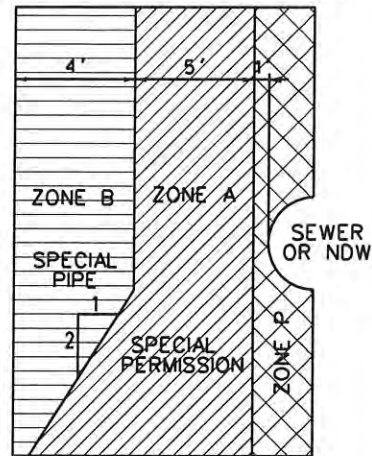 4' 5' 1'
ZONE B ZONE A
SEWER
OR NDW
SPECIAL
PIPE
1
2
SPECIAL
PERMISSION
ZONE P